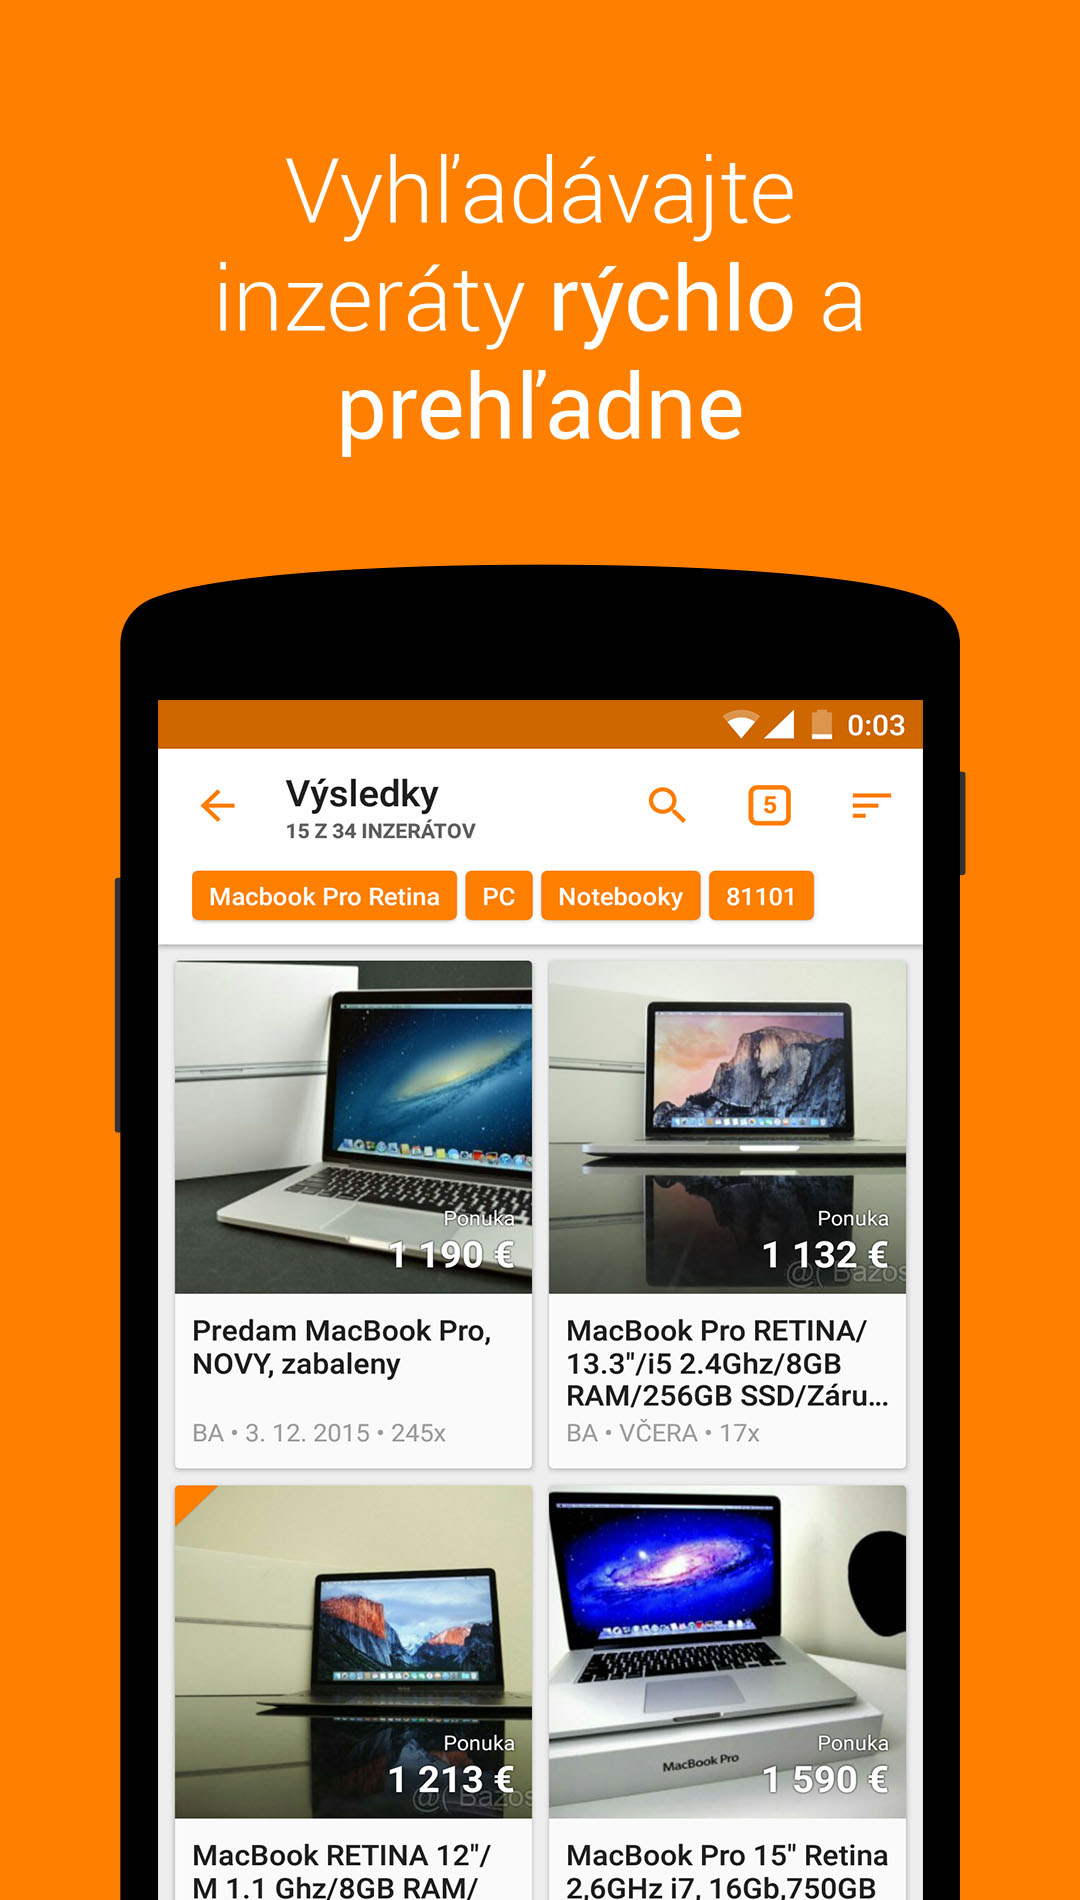 Vyhľadávajte
inzeráty rýchlo a
prehľadne
0:03
Výsledky
15 Z 34 INZERÁTOV
5
Macbook Pro Retina
PC
Notebooky
81101
Ponuka
1 190 €
Predam MacBook Pro,
NOVY, zabaleny
BA • 3. 12. 2015 • 245x
Ponuka
1 132 €
@( Bazos
MacBook Pro RETINA/
13.3"/i5 2.4Ghz/8GB
RAM/256GB SSD/Záru...
BA • VČERA • 17x
Ponuka
1 213 €
@( Bazos
MacBook RETINA 12"/
M 1.1 Ghz/8GB RAM/
MacBook Pro
Ponuka
1 590 €
MacBook Pro 15" Retina
2,6GHz i7, 16Gb,750GB